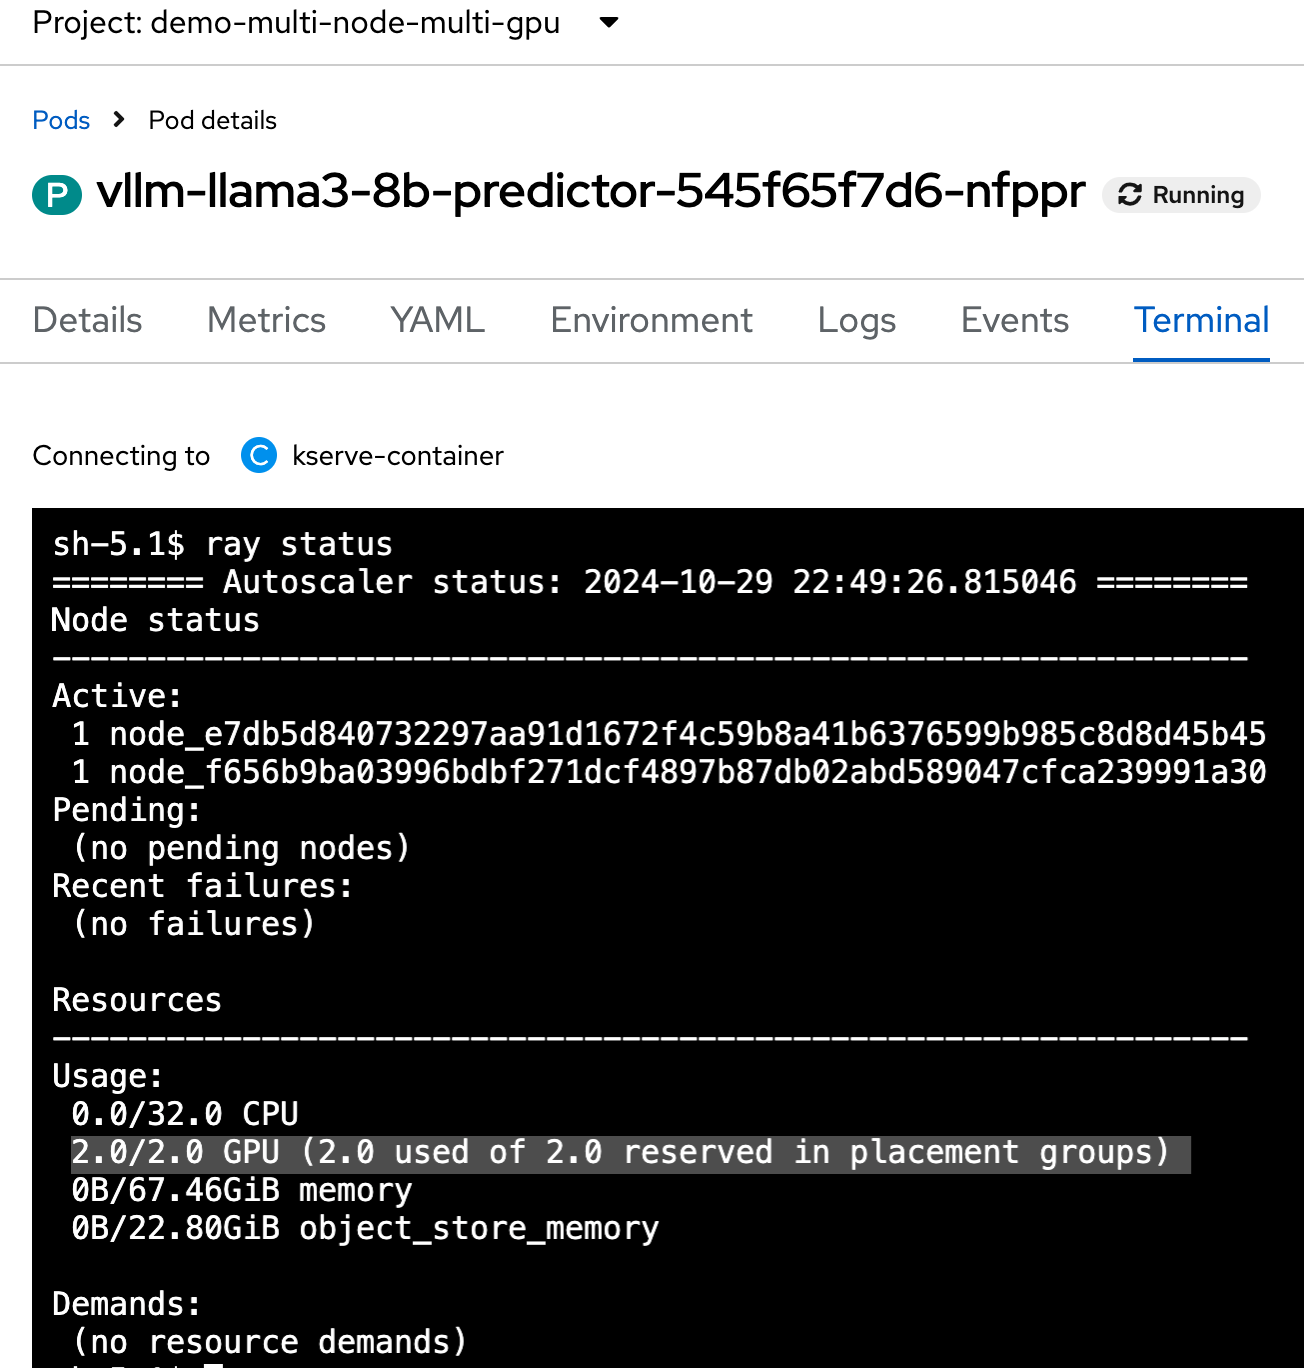 Project: demo-multi-node-multi-gpu
Pods > Pod details
P vllm-llama3-8b-predictor-545f65f7d6-nfppr Running
Details Metrics YAML Environment Logs Events Terminal
Connecting to C kserve-container
sh-5.1$ ray status
======== Autoscaler status: 2024-10-29 22:49:26.815046 ========
Node status
---------------------------------------------------------------
Active:
1 node_e7db5d840732297aa91d1672f4c59b8a41b6376599b985c8d8d45b45
1 node_f656b9ba03996bdbf271dcf4897b87db02abd589047cfca239991a30
Pending:
(no pending nodes)
Recent failures:
(no failures)
Resources
---------------------------------------------------------------
Usage:
0.0/32.0 CPU
2.0/2.0 GPU (2.0 used of 2.0 reserved in placement groups)
0B/67.46GiB memory
0B/22.80GiB object_store_memory
Demands:
(no resource demands)